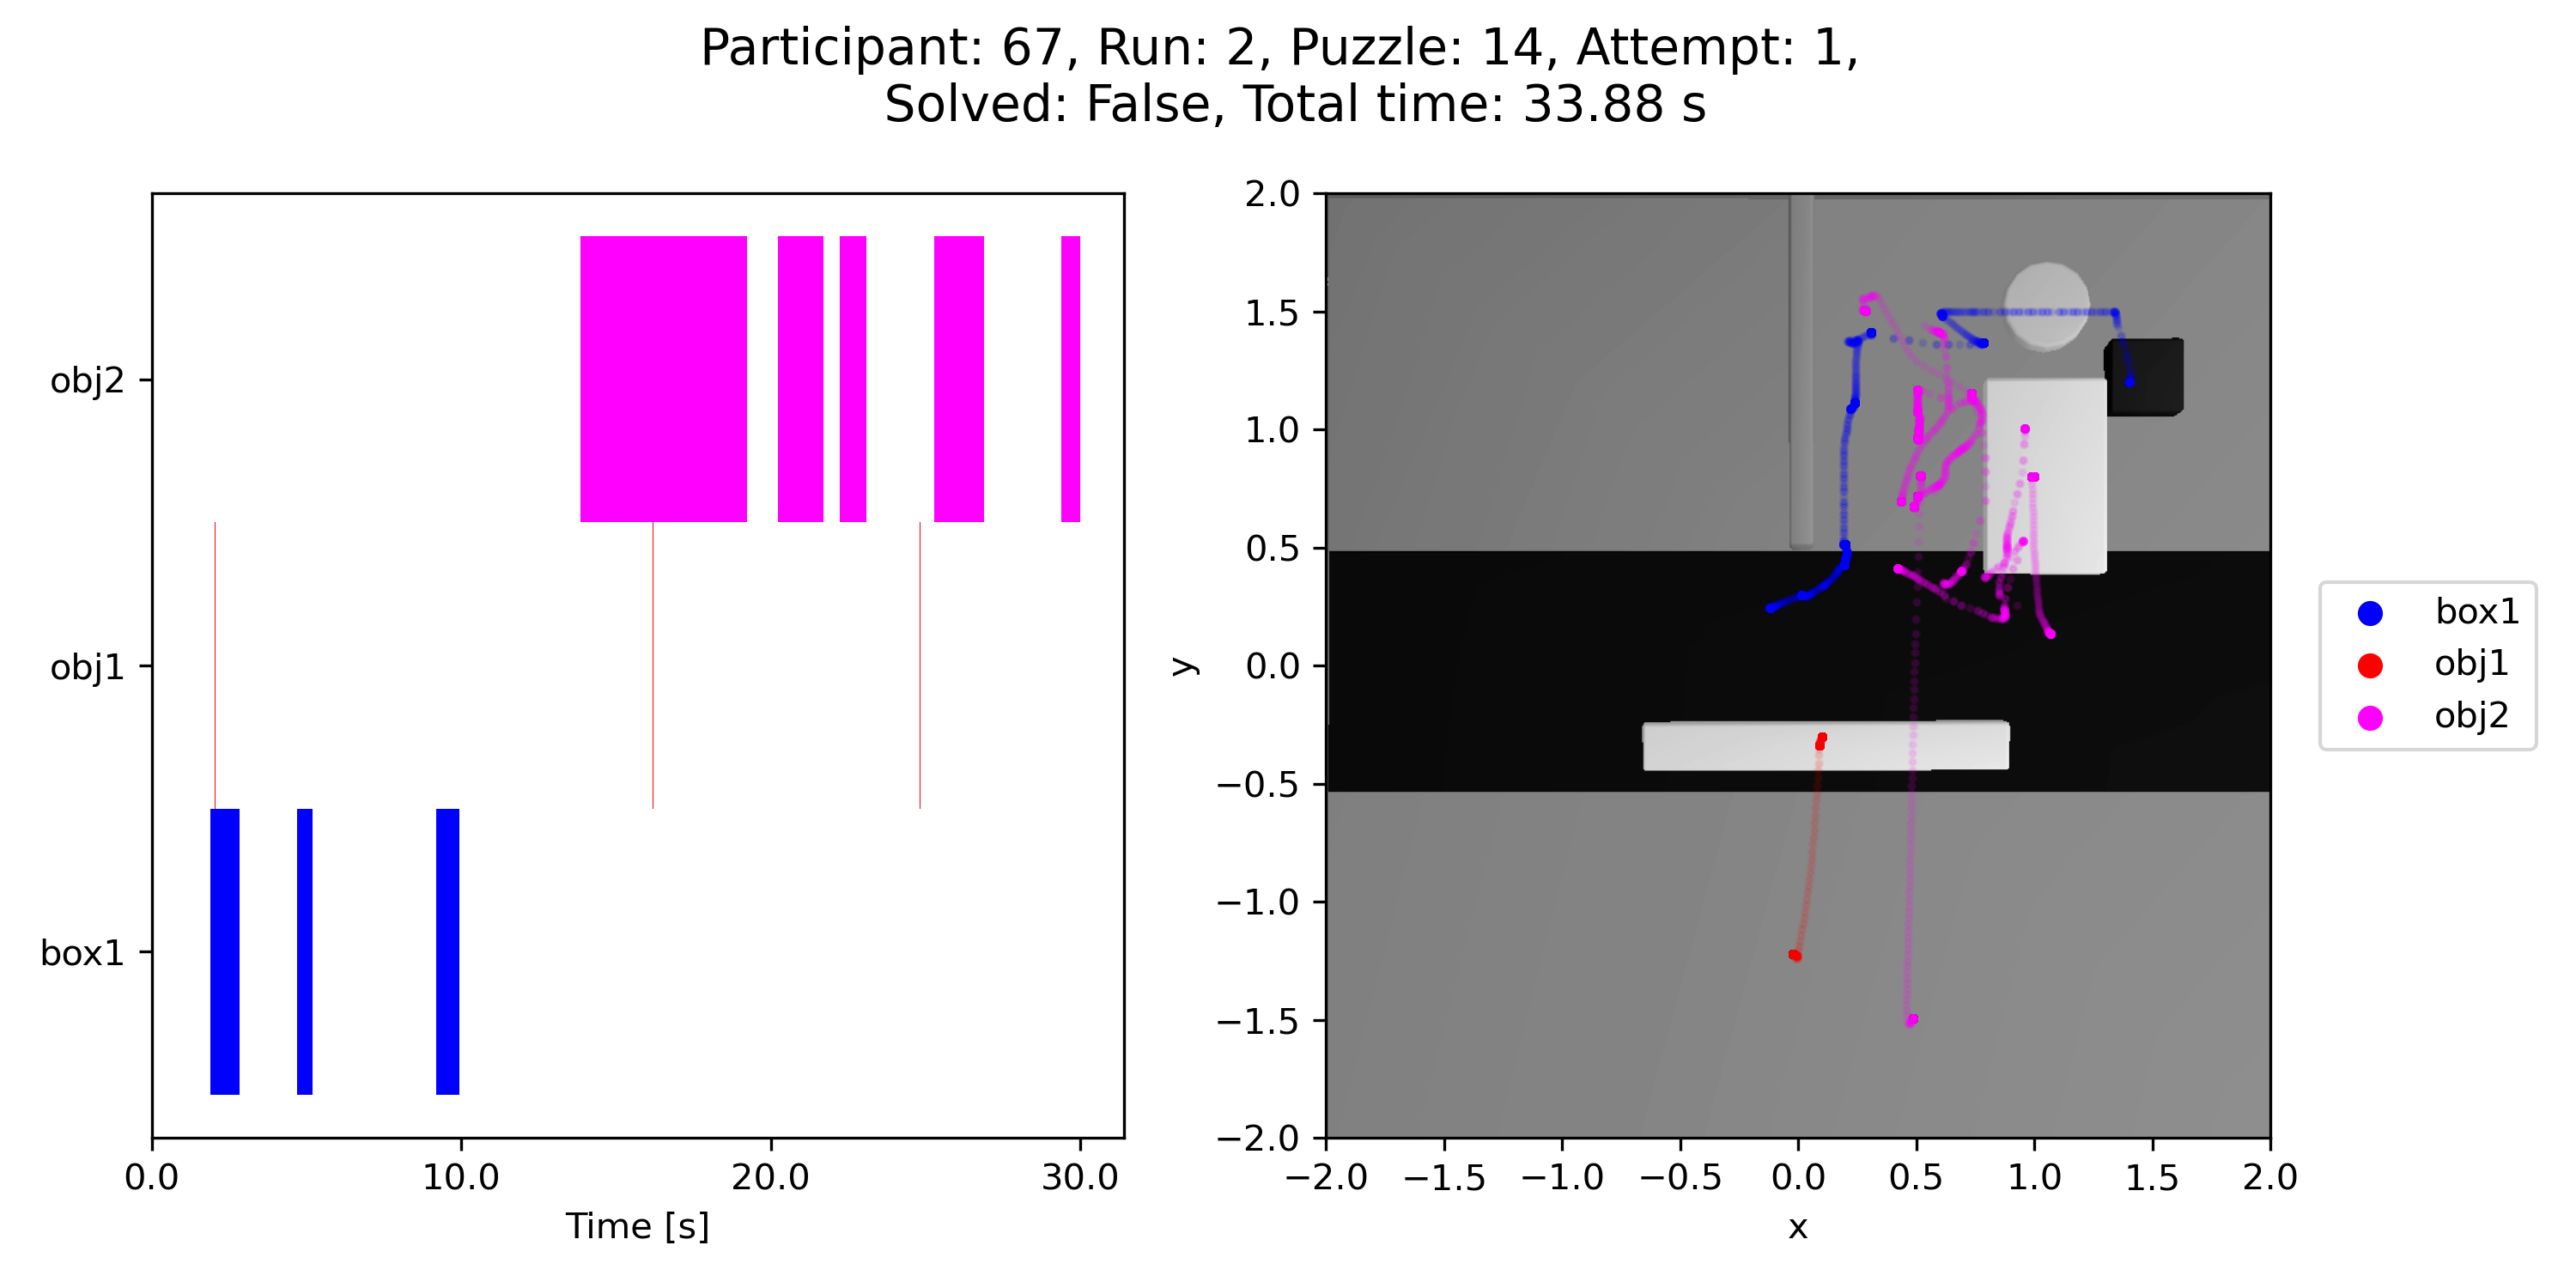 Participant: 67, Run: 2, Puzzle: 14, Attempt: 1,
Solved: False, Total time: 33.88 s
obj2
obj1
box1
0.0 10.0 20.0 30.0
Time [s]
2.0
1.5
1.0
0.5
0.0
−0.5
−1.0
−1.5
−2.0
y
−2.0 −1.5 −1.0 −0.5 0.0 0.5 1.0 1.5 2.0
x
box1
obj1
obj2